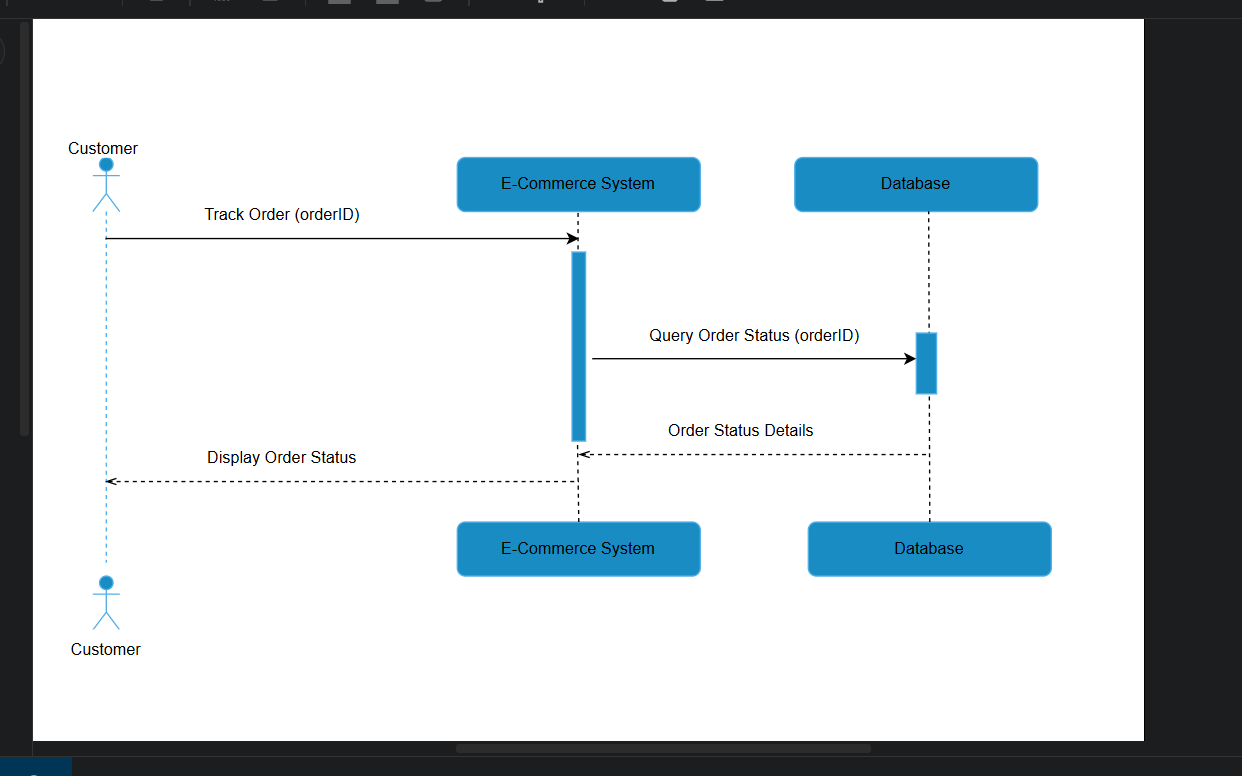 Customer
E-Commerce System
Database
Track Order (orderID)
Query Order Status (orderID)
Order Status Details
Display Order Status
E-Commerce System
Database
Customer